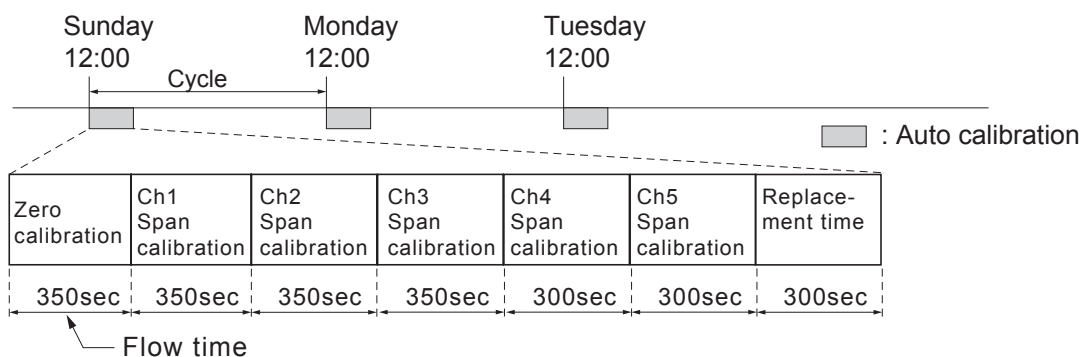 Sunday
12:00
Monday
12:00
Tuesday
12:00
Cycle
: Auto calibration
Zero
calibration
Ch1
Span
calibration
Ch2
Span
calibration
Ch3
Span
calibration
Ch4
Span
calibration
Ch5
Span
calibration
Replace-
ment time
350sec
350sec
350sec
350sec
300sec
300sec
300sec
Flow time